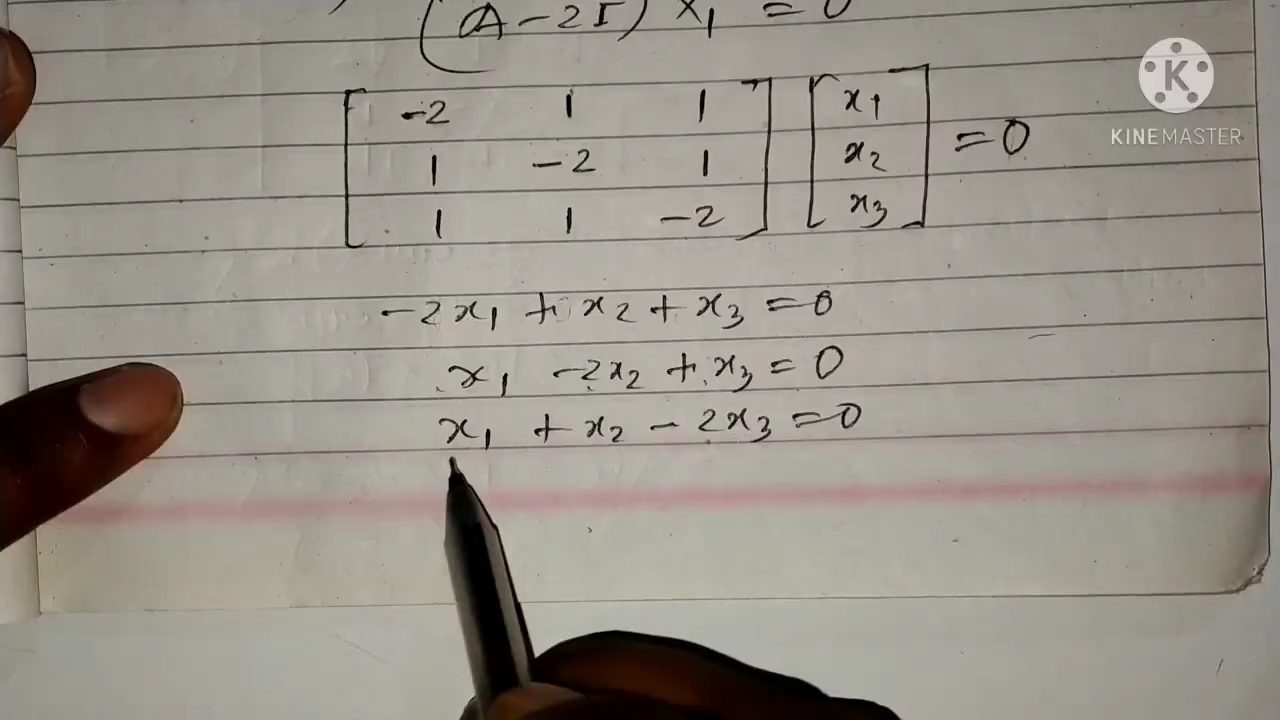 (A - 2I) X₁ = 0
[ -2 1 1 ] [ x₁ ]
[ 1 -2 1 ] [ x₂ ] = 0
[ 1 1 -2 ] [ x₃ ]
-2x₁ + x₂ + x₃ = 0
x₁ - 2x₂ + x₃ = 0
x₁ + x₂ - 2x₃ = 0
K
KINEMASTER